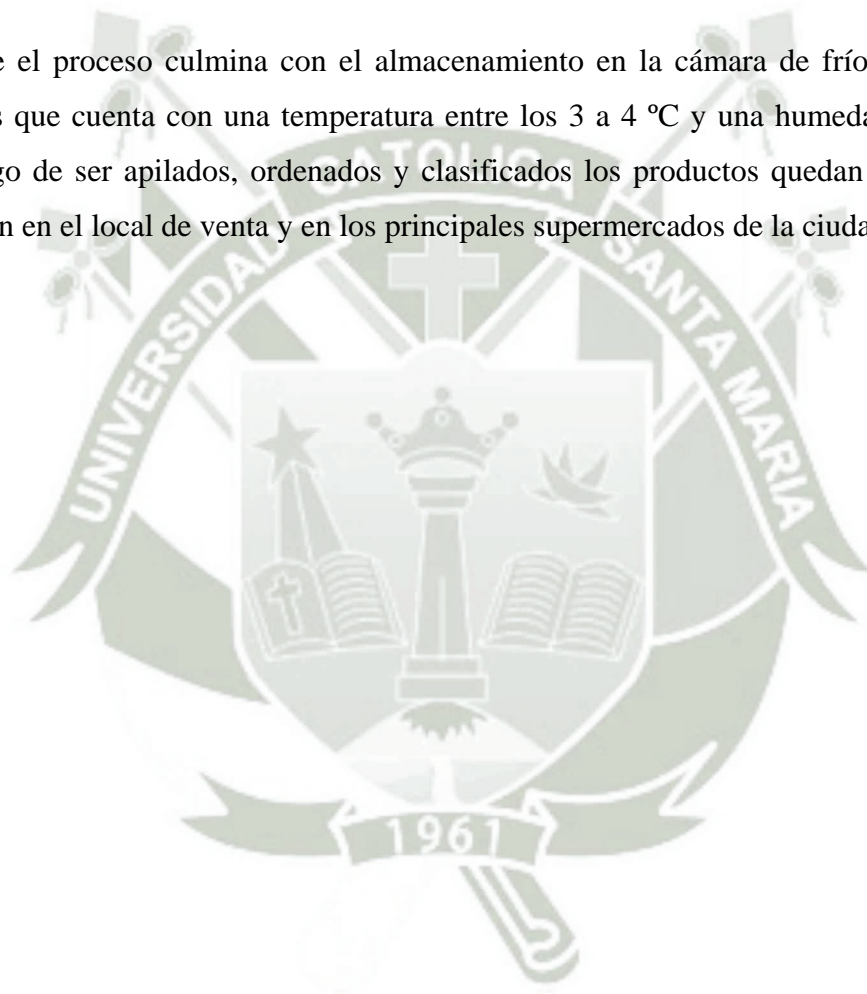 e el proceso culmina con el almacenamiento en la cámara de frío
s que cuenta con una temperatura entre los 3 a 4 ºC y una humeda
go de ser apilados, ordenados y clasificados los productos quedan
n en el local de venta y en los principales supermercados de la ciuda
UNIVERSIDAD CATOLICA SANTA MARIA
1961